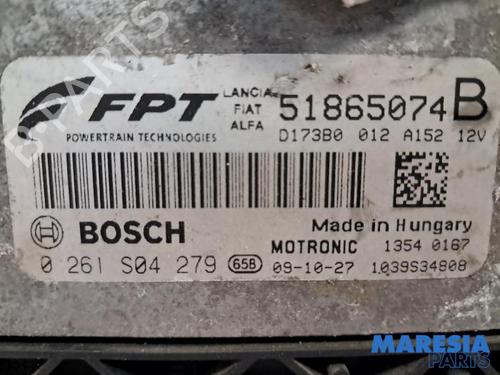 B-PARTS
FPT
POWERTRAIN TECHNOLOGIES
LANCIA
FIAT
ALFA
51865074 B
D173B0 012 A152 12V
BOSCH
Made in Hungary
MOTRONIC 1354 0167
0 261 S04 279 65B 09-10-27 1039S34808
MARESIA
Parts